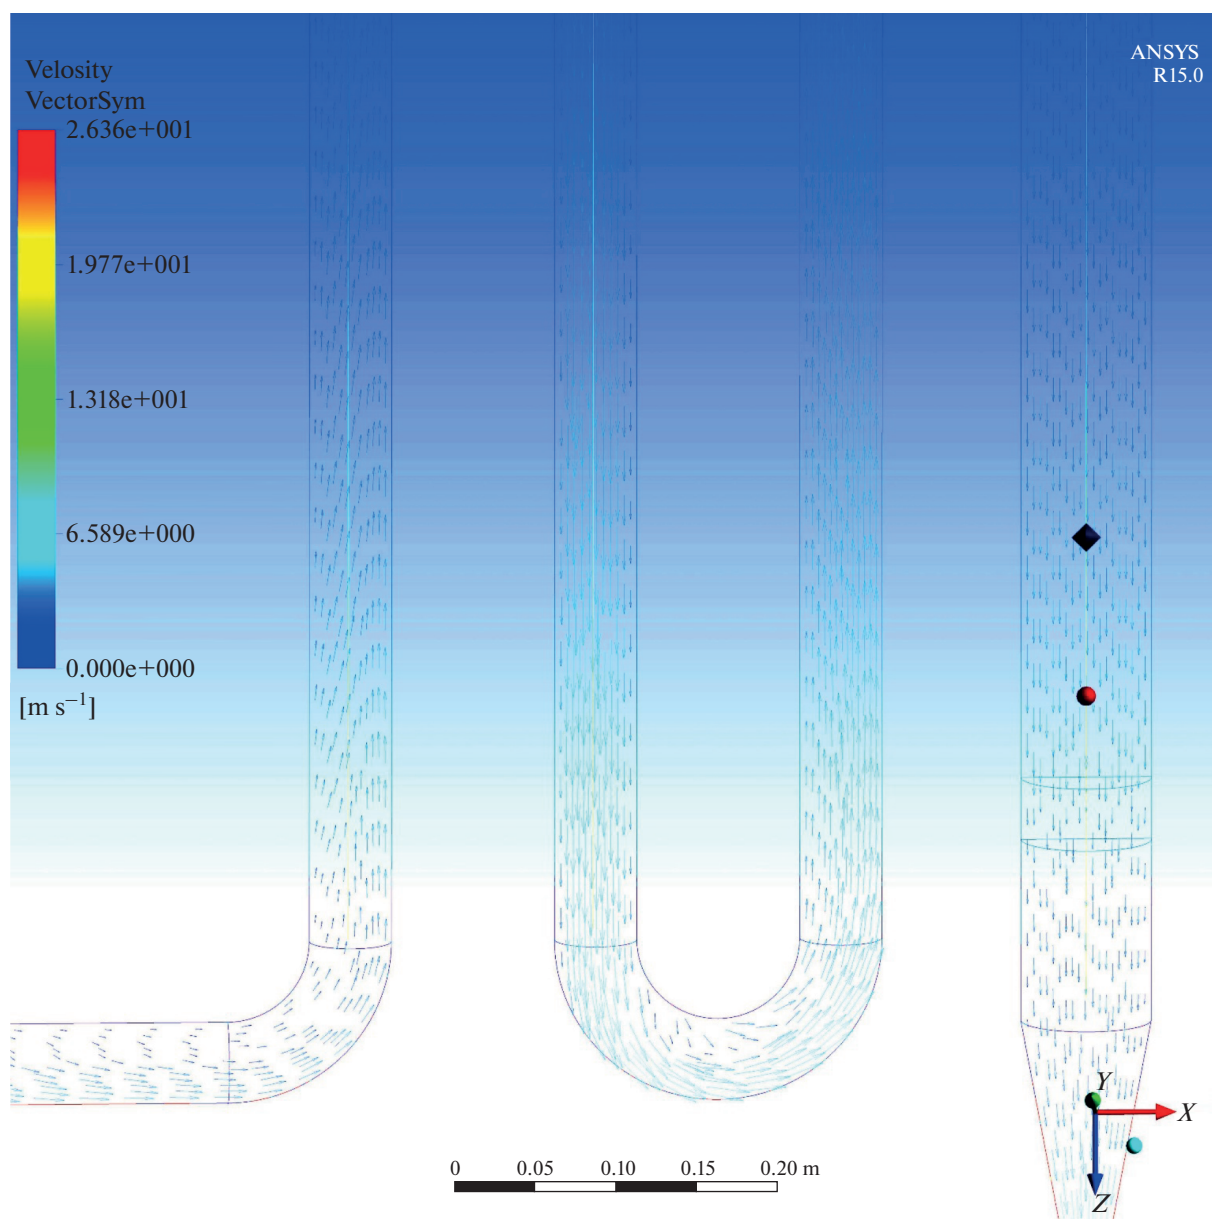 Velosity
VectorSym
2.636e+001
1.977e+001
1.318e+001
6.589e+000
0.000e+000
[m s−1]
ANSYS
R15.0
Y
X
Z
0 0.05 0.10 0.15 0.20 m